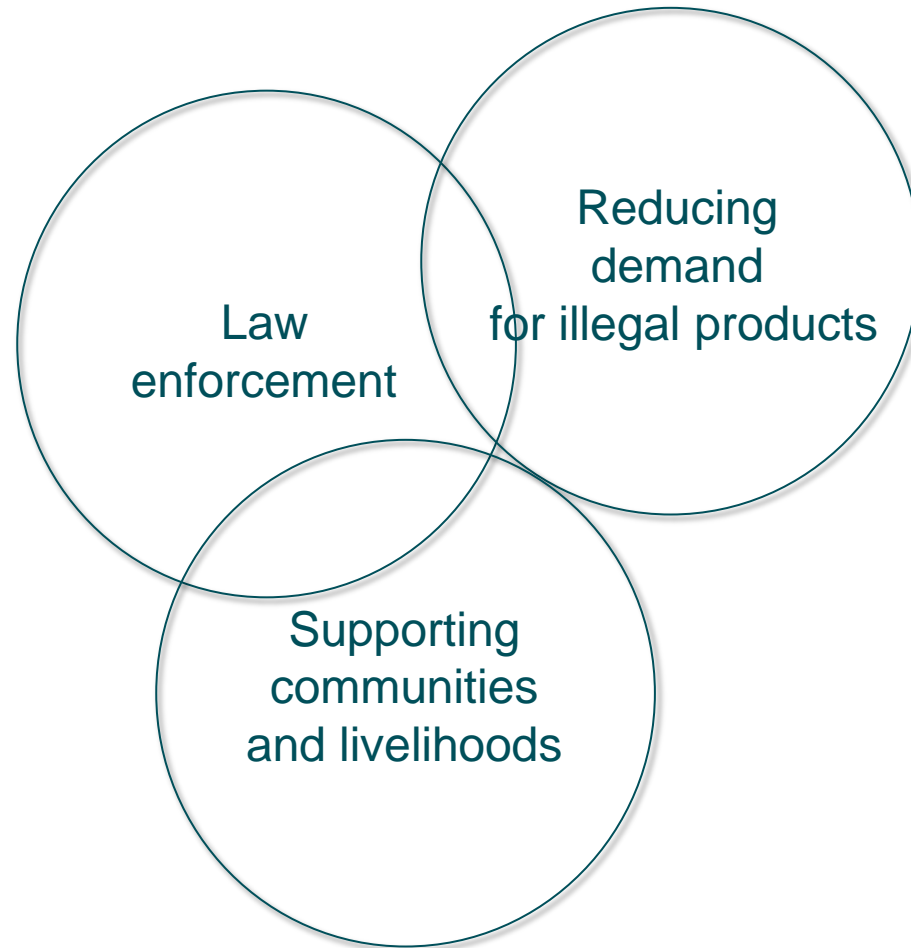 Law
enforcement
Reducing
demand
for illegal products
Supporting
communities
and livelihoods